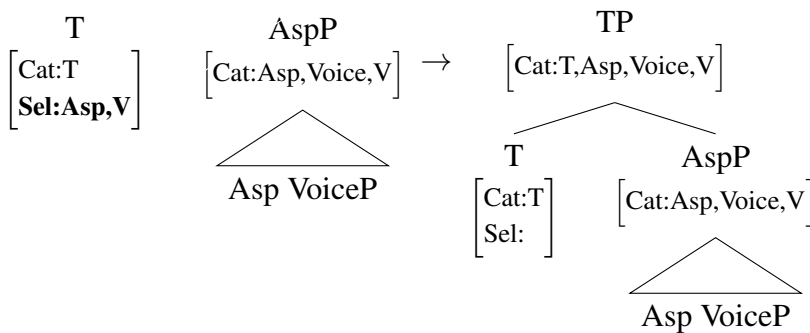 T AspP TP
[Cat:T [Cat:Asp,Voice,V] → [Cat:T,Asp,Voice,V]
Sel:Asp,V]
Asp VoiceP
T AspP
[Cat:T [Cat:Asp,Voice,V]
Sel: ]
Asp VoiceP